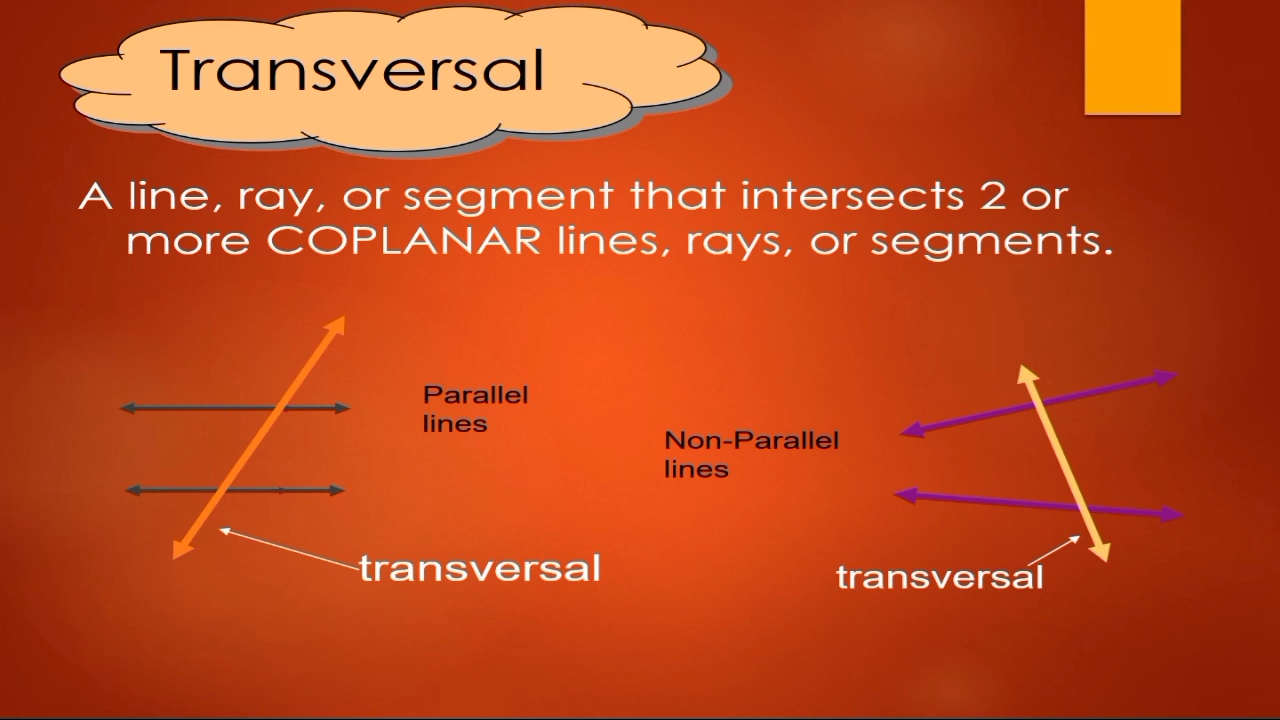 Transversal
A line, ray, or segment that intersects 2 or
more COPLANAR lines, rays, or segments.
Parallel
lines
Non-Parallel
lines
transversal
transversal